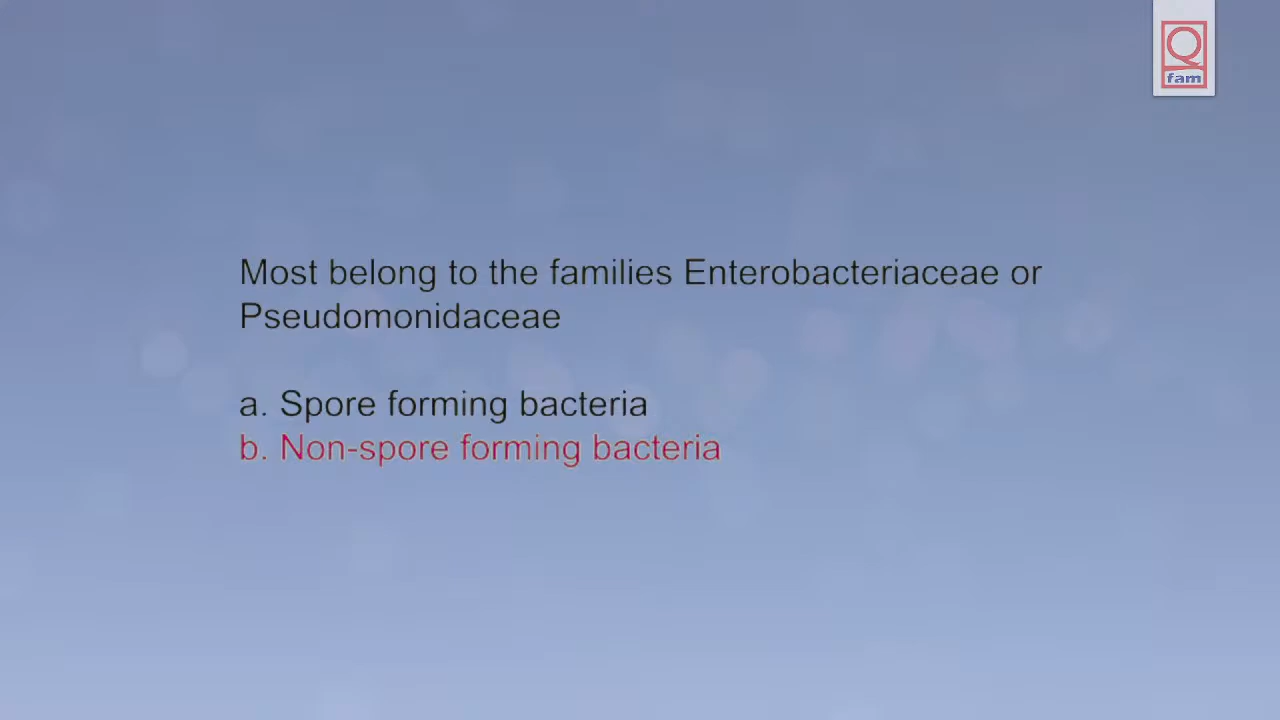 Q
fam
Most belong to the families Enterobacteriaceae or
Pseudomonidaceae
a. Spore forming bacteria
b. Non-spore forming bacteria